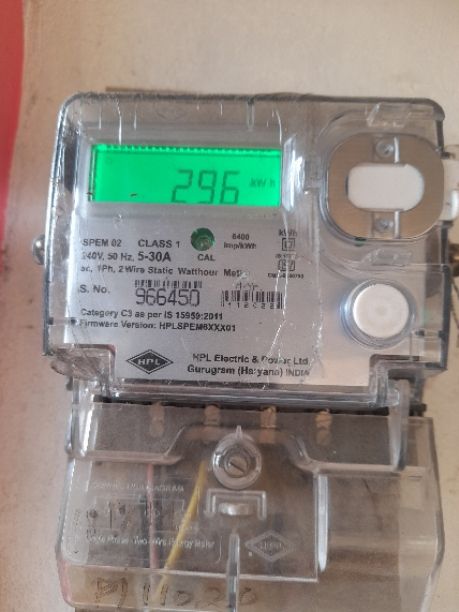 296 kWh
SPEM 02 CLASS 1 6400 kWh
240V, 50 Hz, 5-30A CAL Imp/kWh
ac, 1Ph, 2 Wire Static Watthour Meter
S. No. 966450
Category C3 as per IS 15959:2011
Firmware Version: HPLSPEM6XXX01
HPL HPL Electric & Power Ltd
Gurugram (Haryana) INDIA
HPL